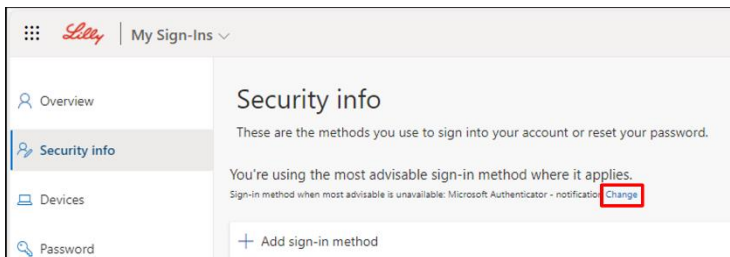 Lilly My Sign-Ins
Overview
Security info
Devices
Password
Security info
These are the methods you use to sign into your account or reset your password.
You're using the most advisable sign-in method where it applies.
Sign-in method when most advisable is unavailable: Microsoft Authenticator - notification Change
+ Add sign-in method